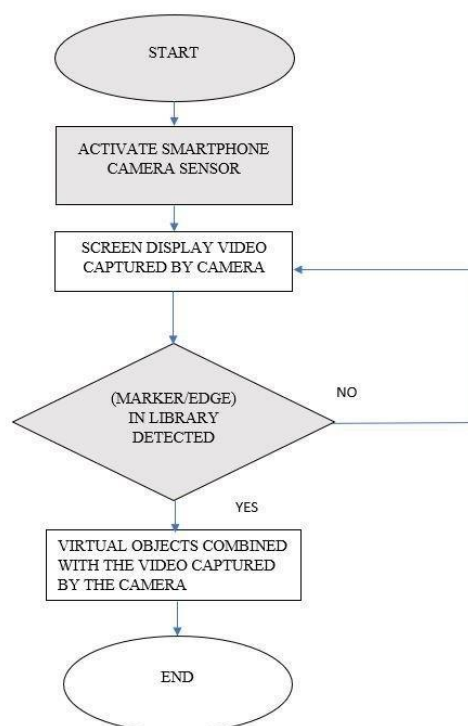 START
ACTIVATE SMARTPHONE
CAMERA SENSOR
SCREEN DISPLAY VIDEO
CAPTURED BY CAMERA
(MARKER/EDGE)
IN LIBRARY
DETECTED
NO
YES
VIRTUAL OBJECTS COMBINED
WITH THE VIDEO CAPTURED
BY THE CAMERA
END